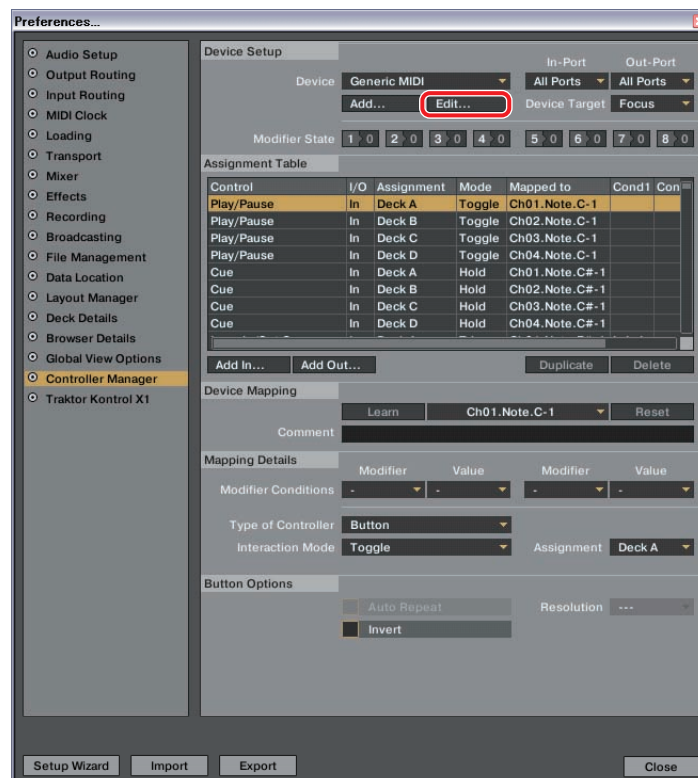 Preferences...
Audio Setup
Output Routing
Input Routing
MIDI Clock
Loading
Transport
Mixer
Effects
Recording
Broadcasting
File Management
Data Location
Layout Manager
Deck Details
Browser Details
Global View Options
Controller Manager
Traktor Kontrol X1
Device Setup
In-Port Out-Port
Device Generic MIDI All Ports All Ports
Add... Edit... Device Target Focus
Modifier State 1 0 2 0 3 0 4 0 5 0 6 0 7 0 8 0
Assignment Table
Control I/O Assignment Mode Mapped to Cond1 Con
Play/Pause In Deck A Toggle Ch01.Note.C-1
Play/Pause In Deck B Toggle Ch02.Note.C-1
Play/Pause In Deck C Toggle Ch03.Note.C-1
Play/Pause In Deck D Toggle Ch04.Note.C-1
Cue In Deck A Hold Ch01.Note.C#-1
Cue In Deck B Hold Ch02.Note.C#-1
Cue In Deck C Hold Ch03.Note.C#-1
Cue In Deck D Hold Ch04.Note.C#-1
Add In... Add Out... Duplicate Delete
Device Mapping
Learn Ch01.Note.C-1 Reset
Comment
Mapping Details
Modifier Value Modifier Value
Modifier Conditions - - - -
Type of Controller Button
Interaction Mode Toggle Assignment Deck A
Button Options
Auto Repeat Resolution ---
Invert
Setup Wizard Import Export Close